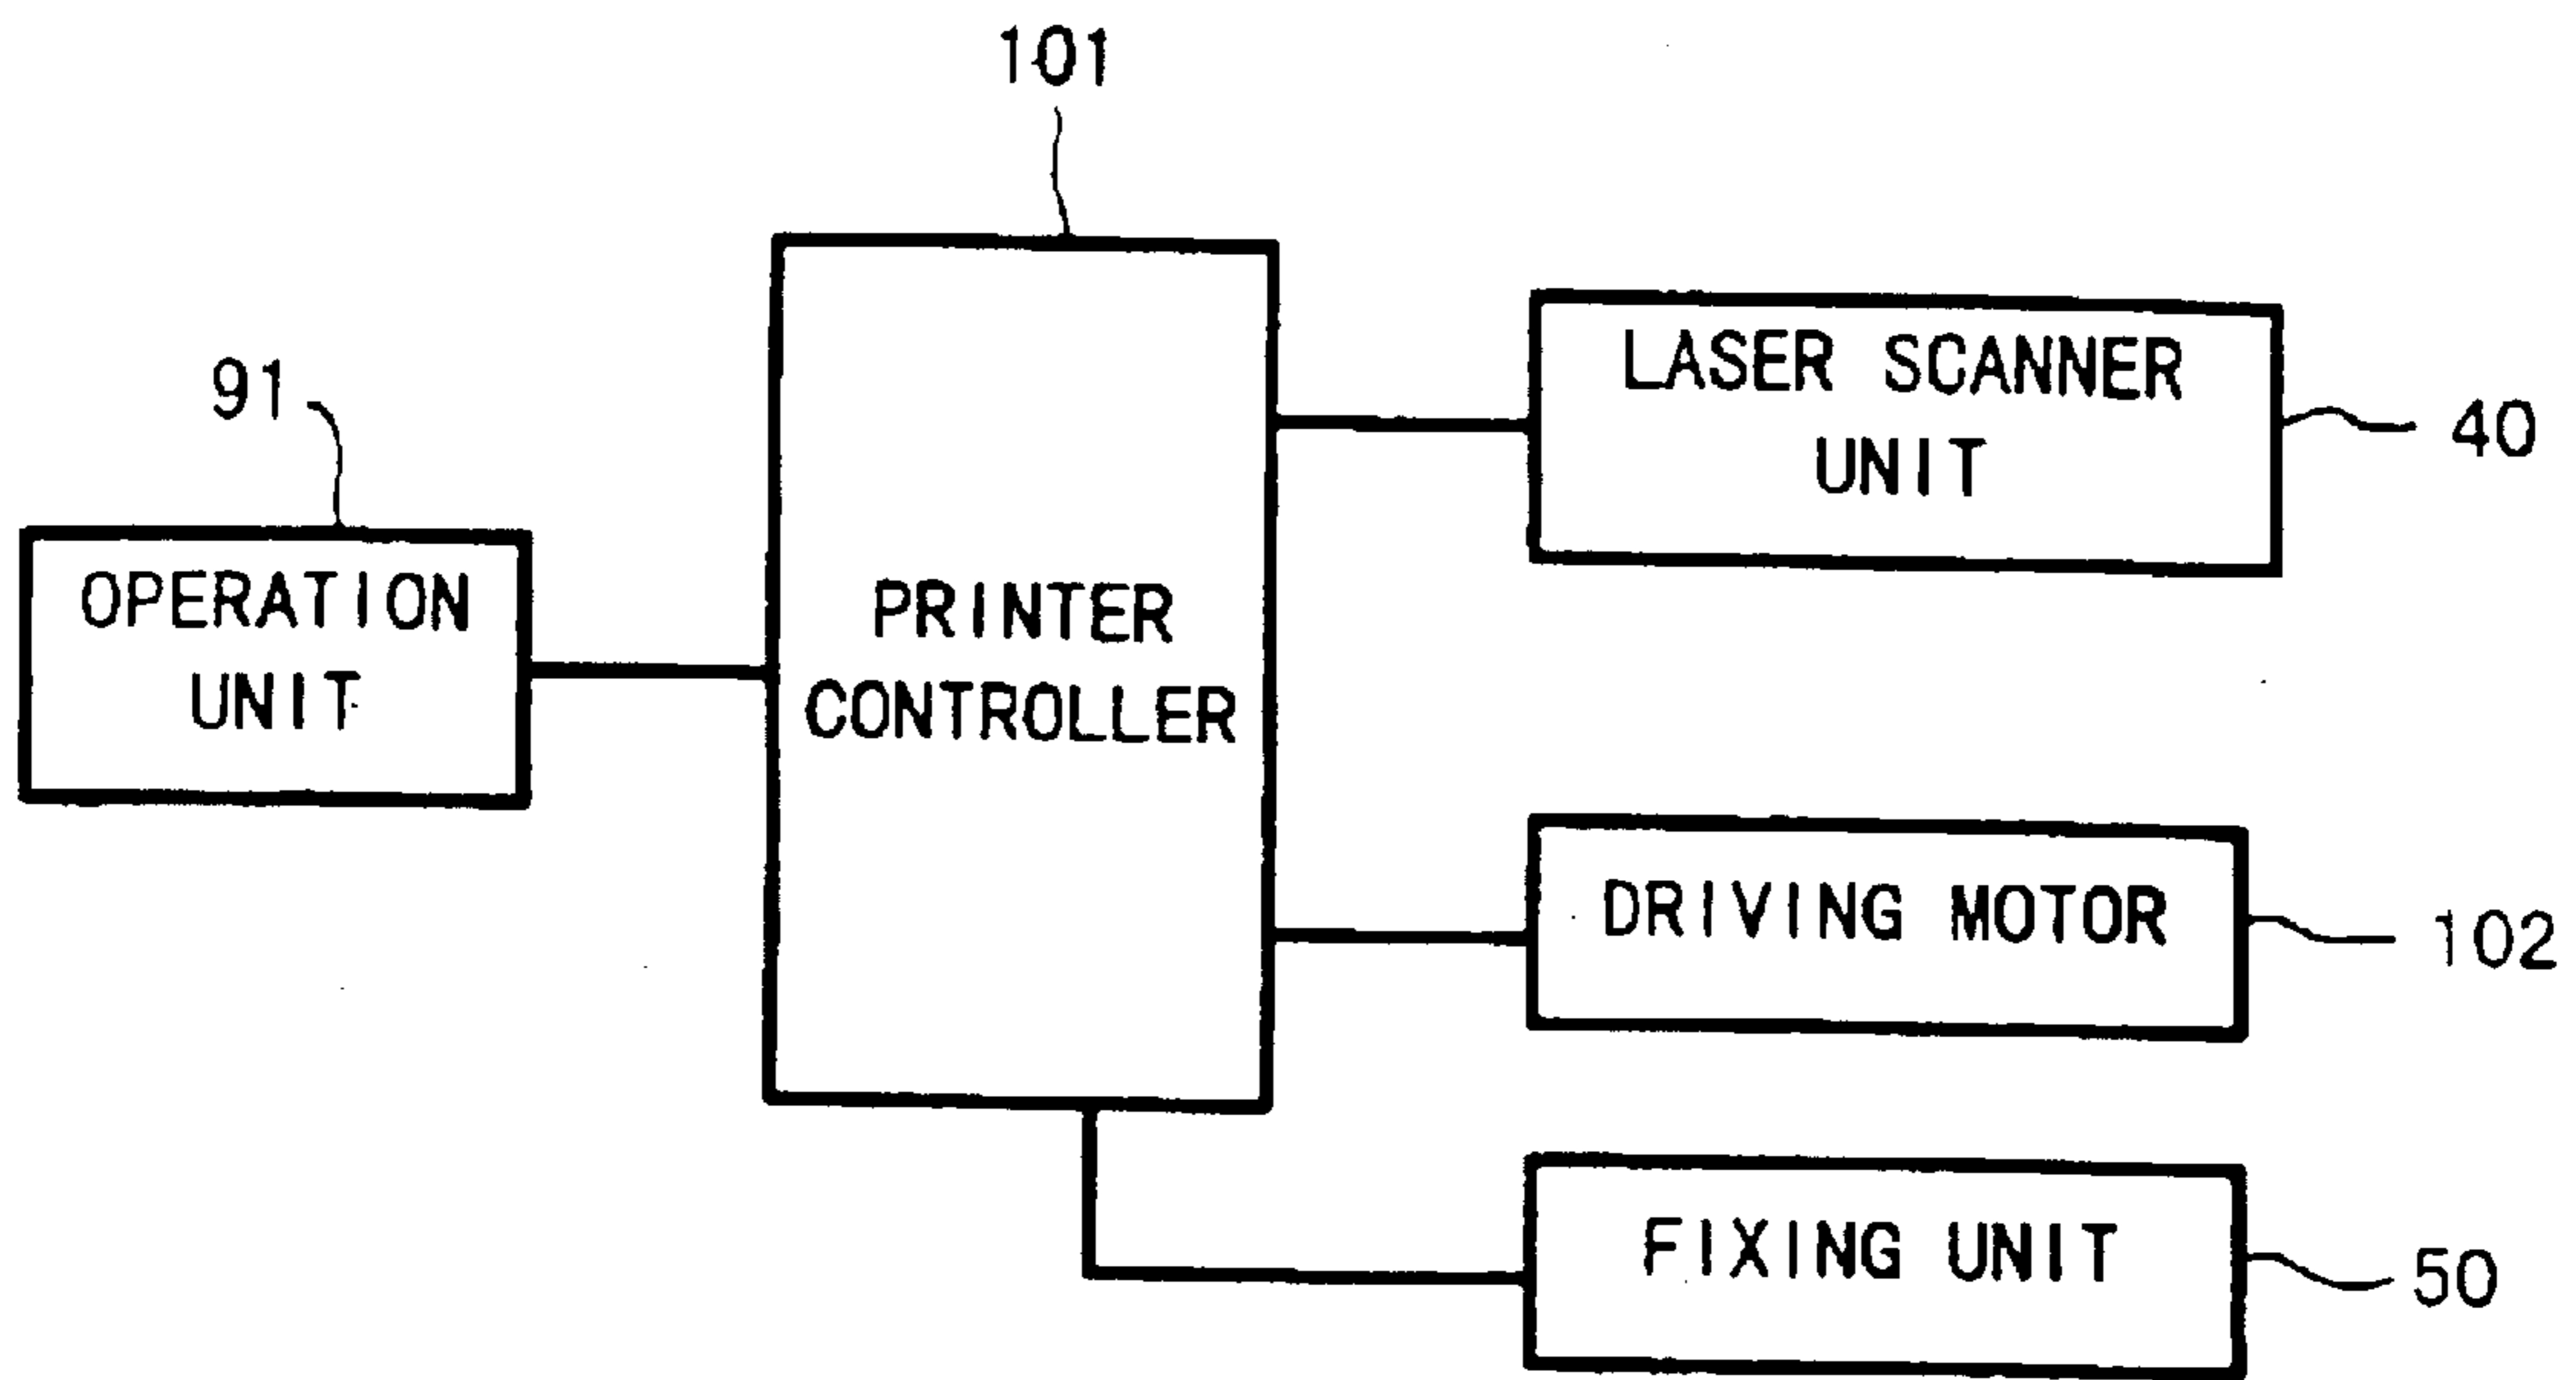 101
91
OPERATION
UNIT
PRINTER
CONTROLLER
LASER SCANNER
UNIT
40
DRIVING MOTOR
102
FIXING UNIT
50